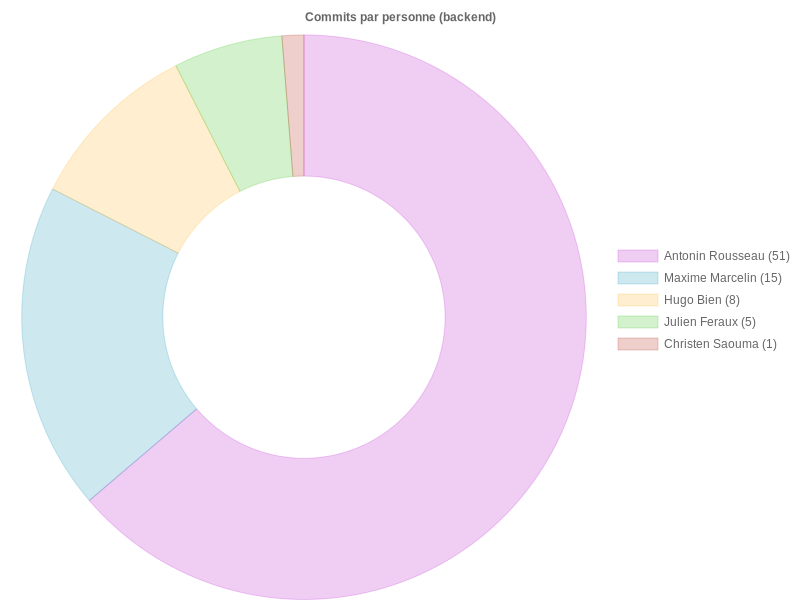 Commits par personne (backend)
Antonin Rousseau (51)
Maxime Marcelin (15)
Hugo Bien (8)
Julien Feraux (5)
Christen Saouma (1)